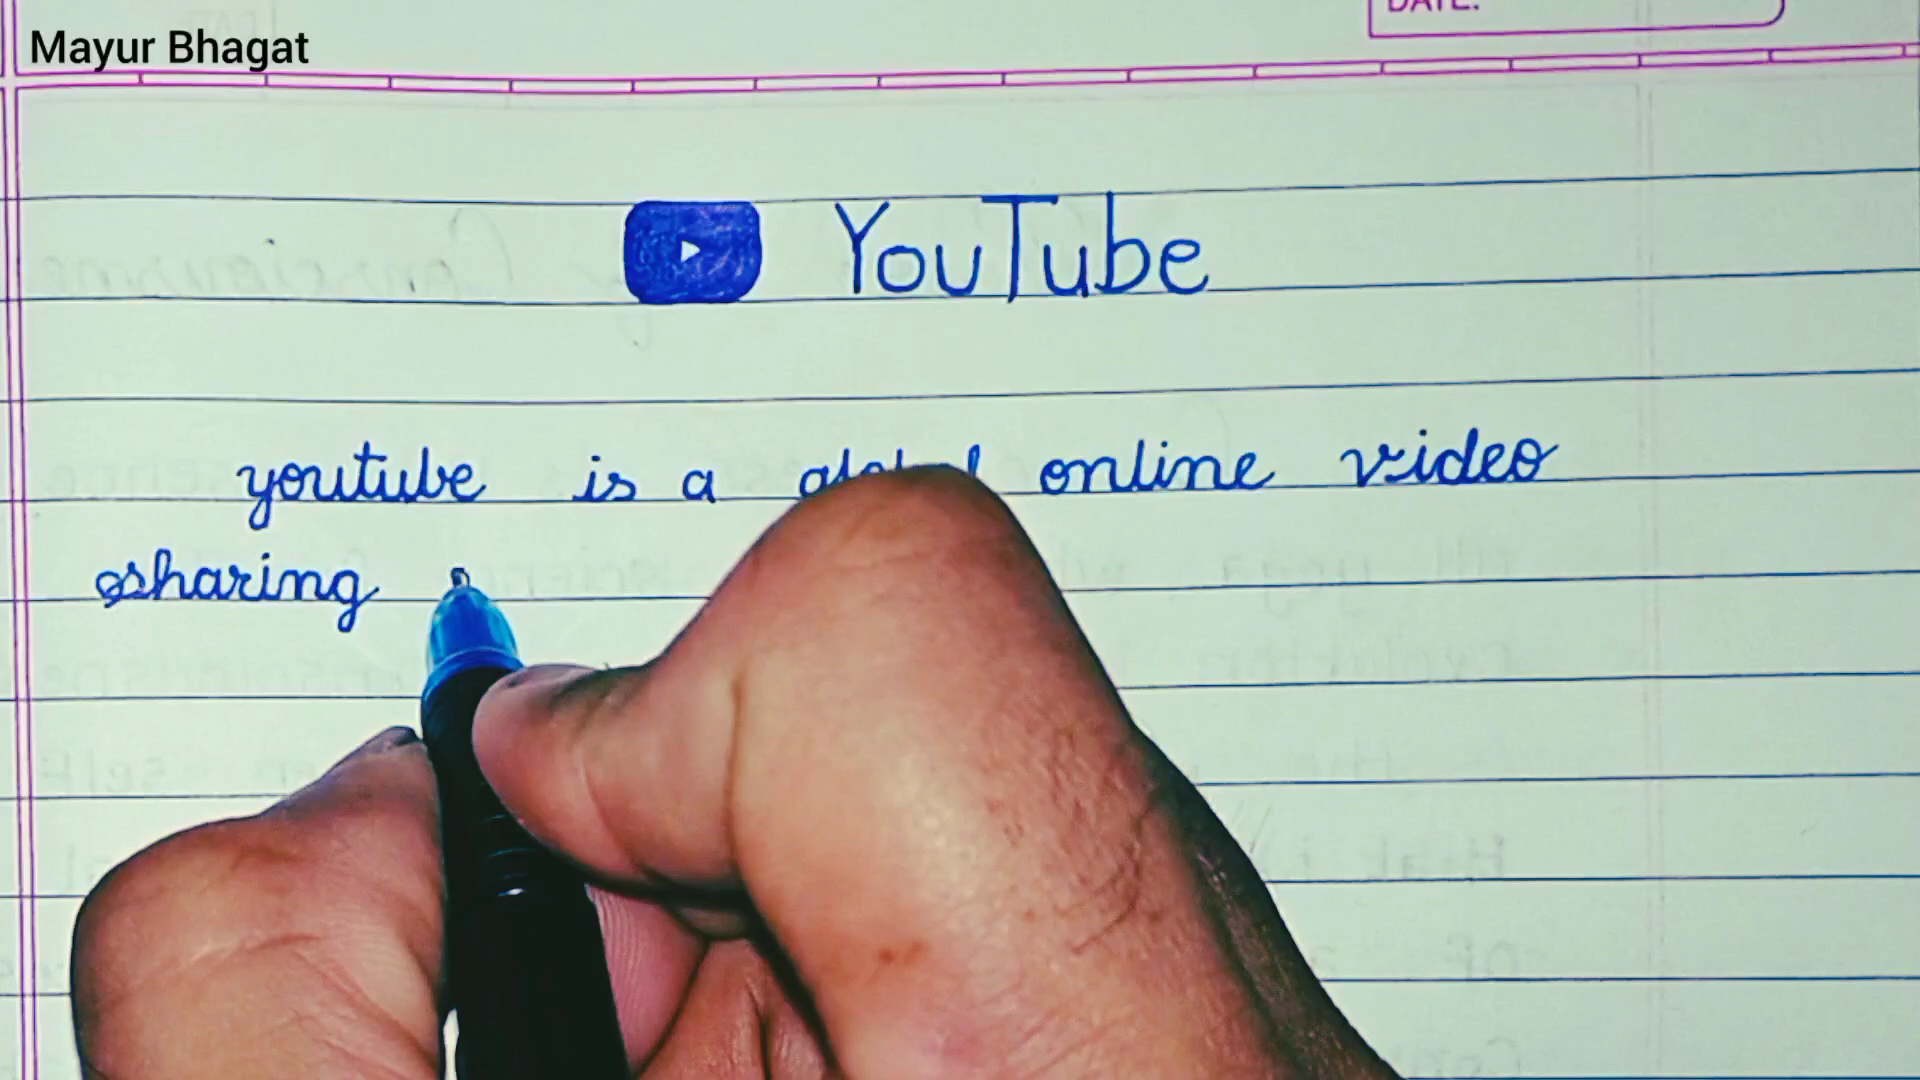 DATE:
Mayur Bhagat
YouTube
youtube is a online video
sharing